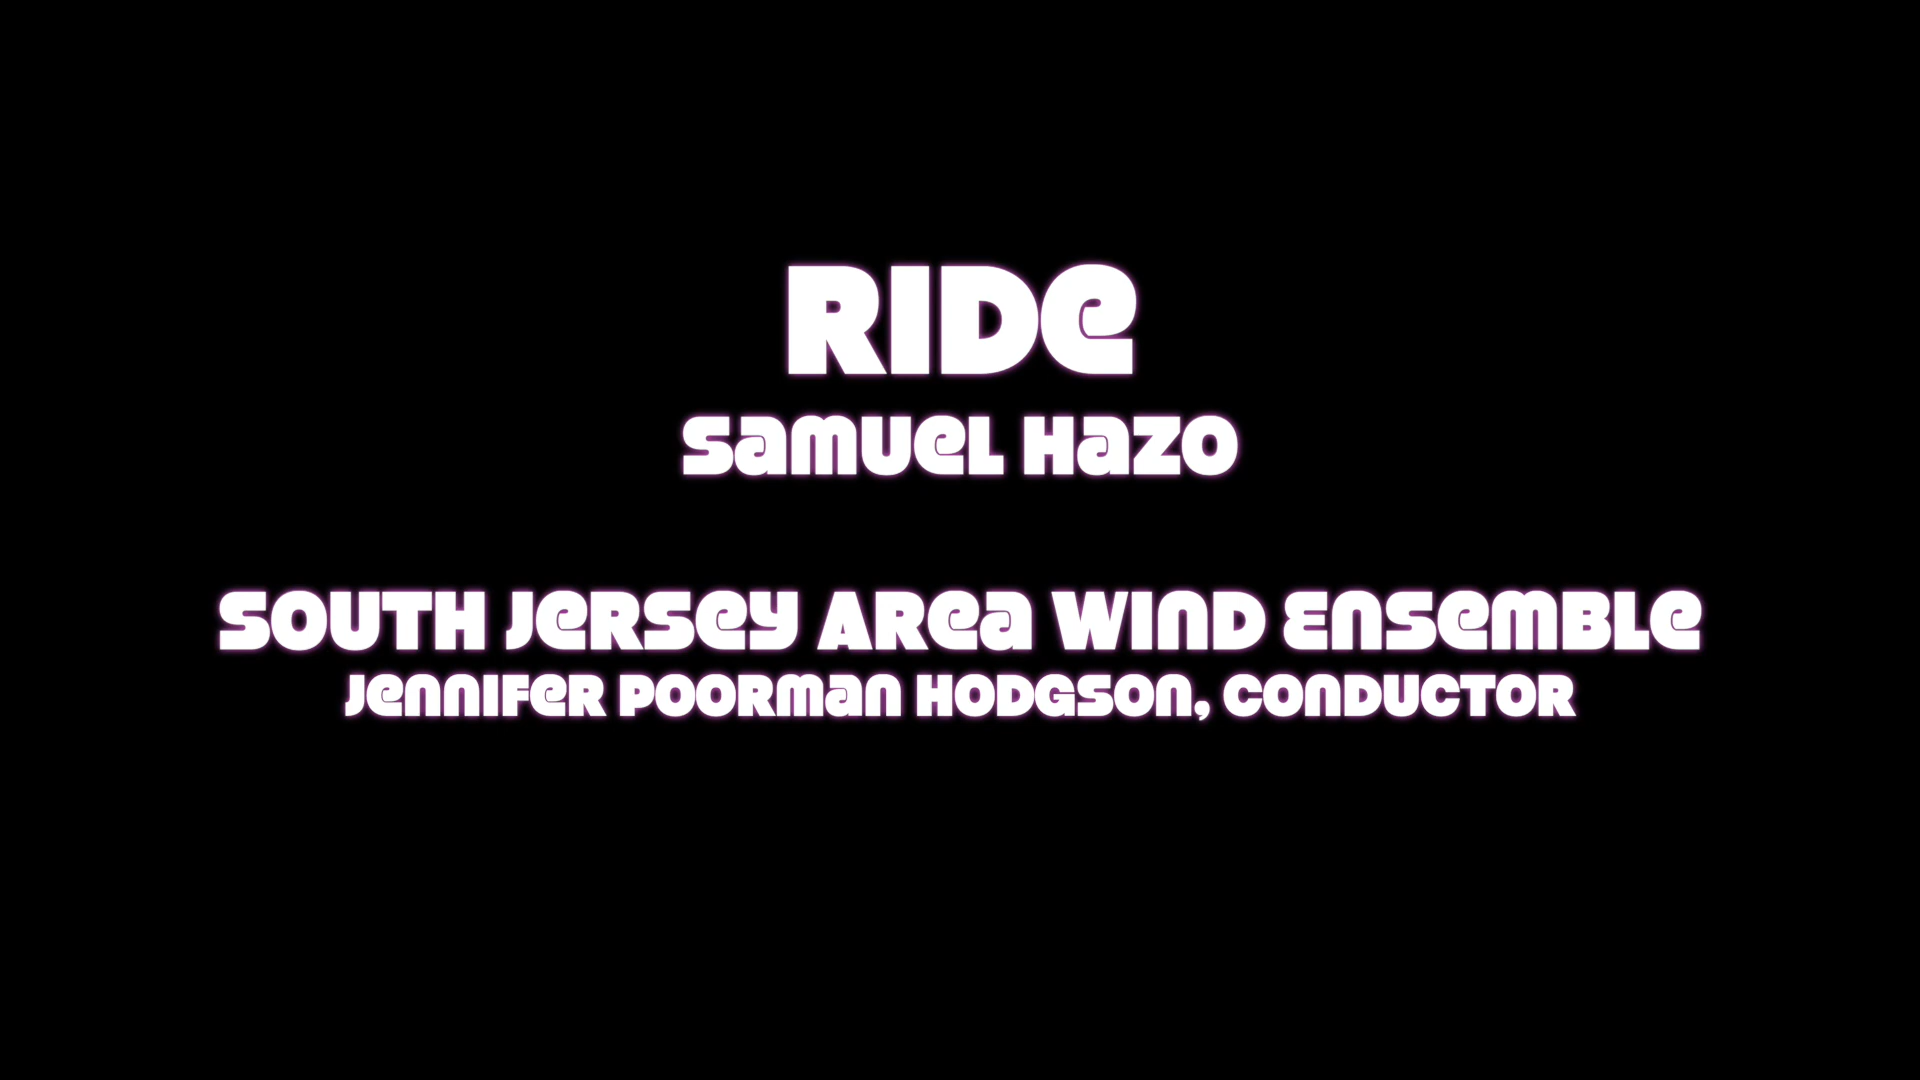 RIDE
SAMUEL HAZO
SOUTH JERSEY AREA WIND ENSEMBLE
JENNIFER POORMAN HODGSON, CONDUCTOR